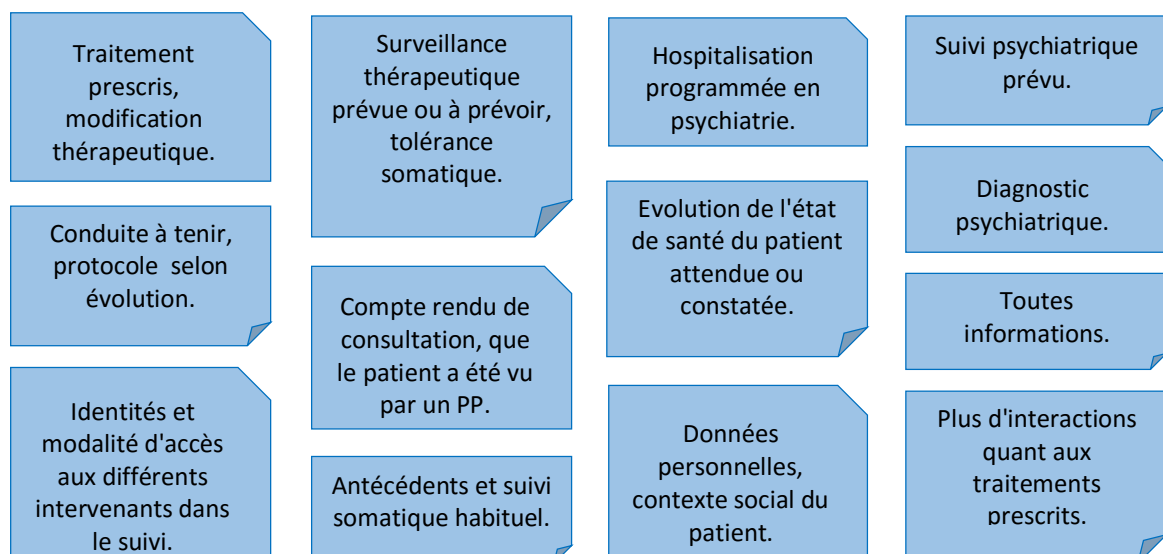 Traitement
prescris,
modification
thérapeutique.
Conduite à tenir,
protocole selon
évolution.
Identités et
modalité d'accès
aux différents
intervenants dans
le suivi.
Surveillance
thérapeutique
prévue ou à prévoir,
tolérance
somatique.
Compte rendu de
consultation, que
le patient a été vu
par un PP.
Antécédents et suivi
somatique habituel.
Hospitalisation
programmée en
psychiatrie.
Evolution de l'état
de santé du patient
attendue ou
constatée.
Données
personnelles,
contexte social du
patient.
Suivi psychiatrique
prévu.
Diagnostic
psychiatrique.
Toutes
informations.
Plus d'interactions
quant aux
traitements
prescrits.